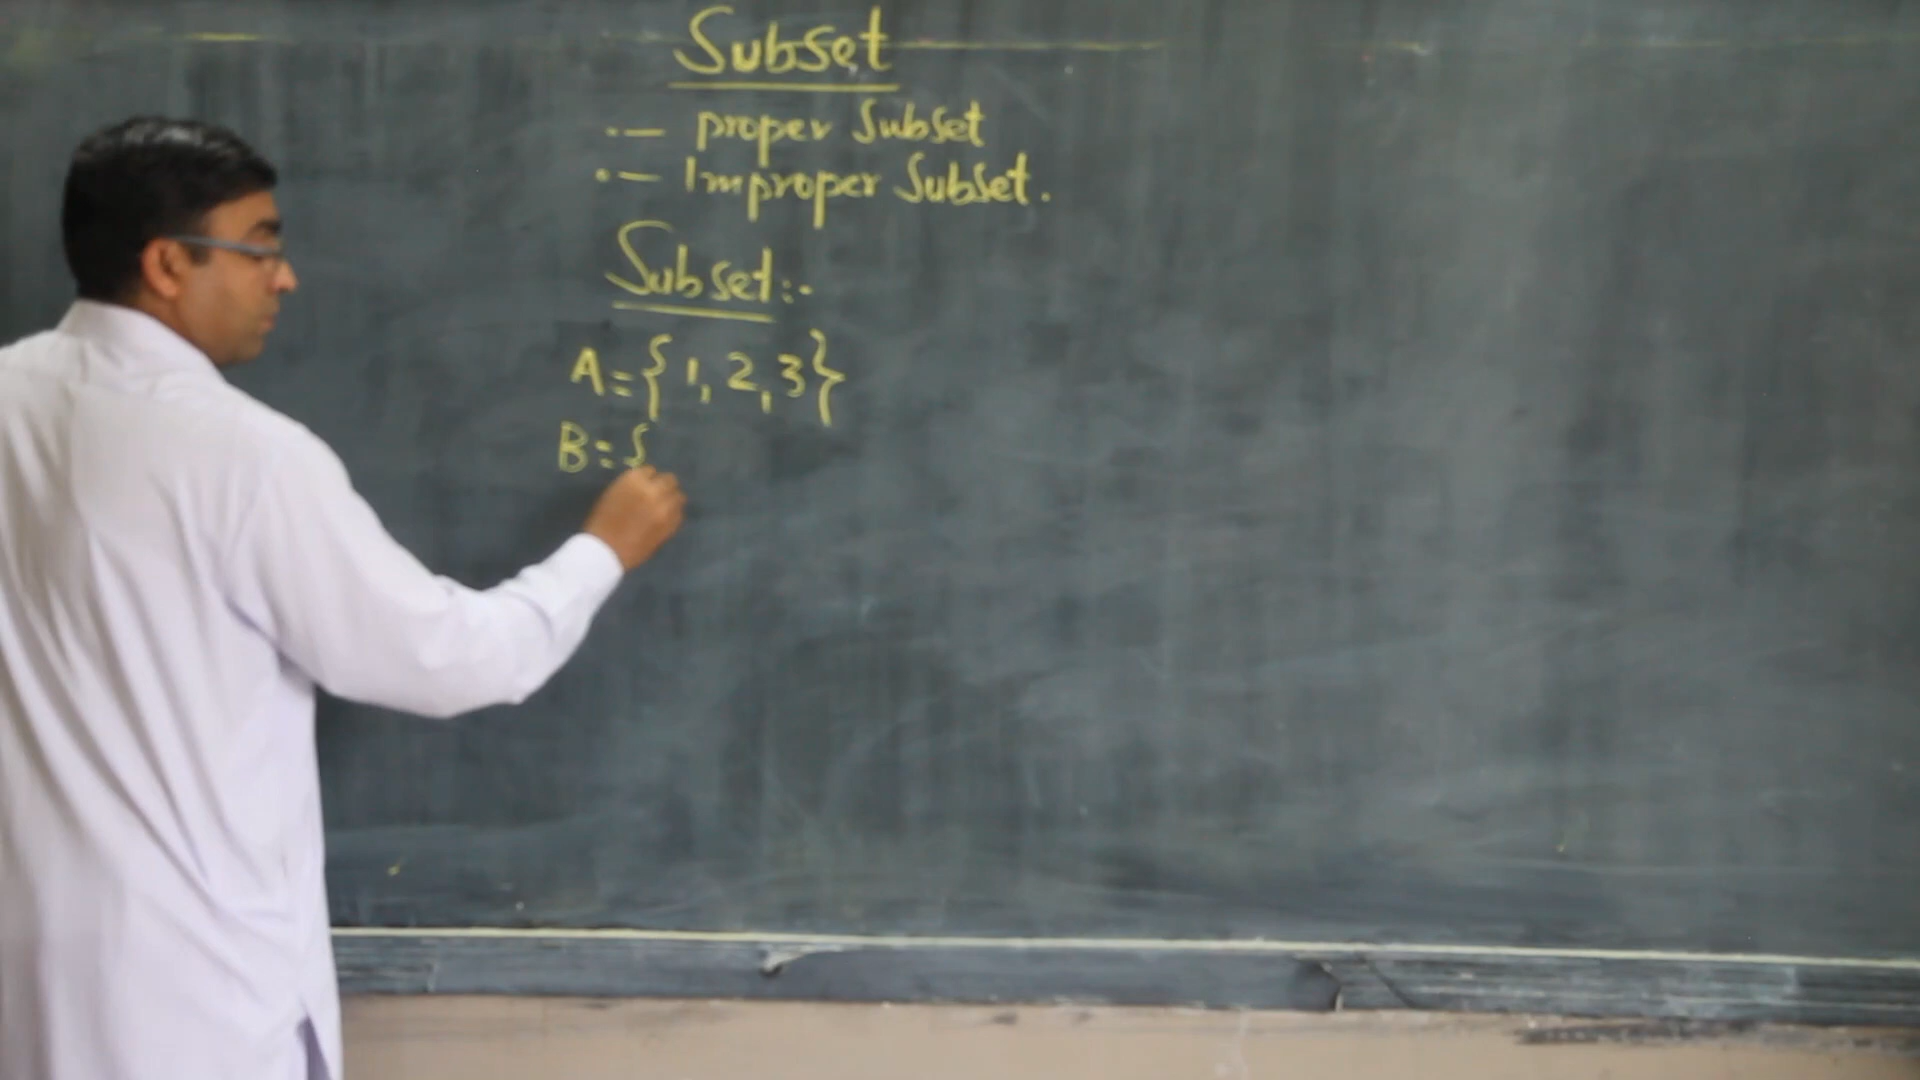 Subset
·— proper Subset
·— Improper Subset.
Subset:-
A={1,2,3}
B={